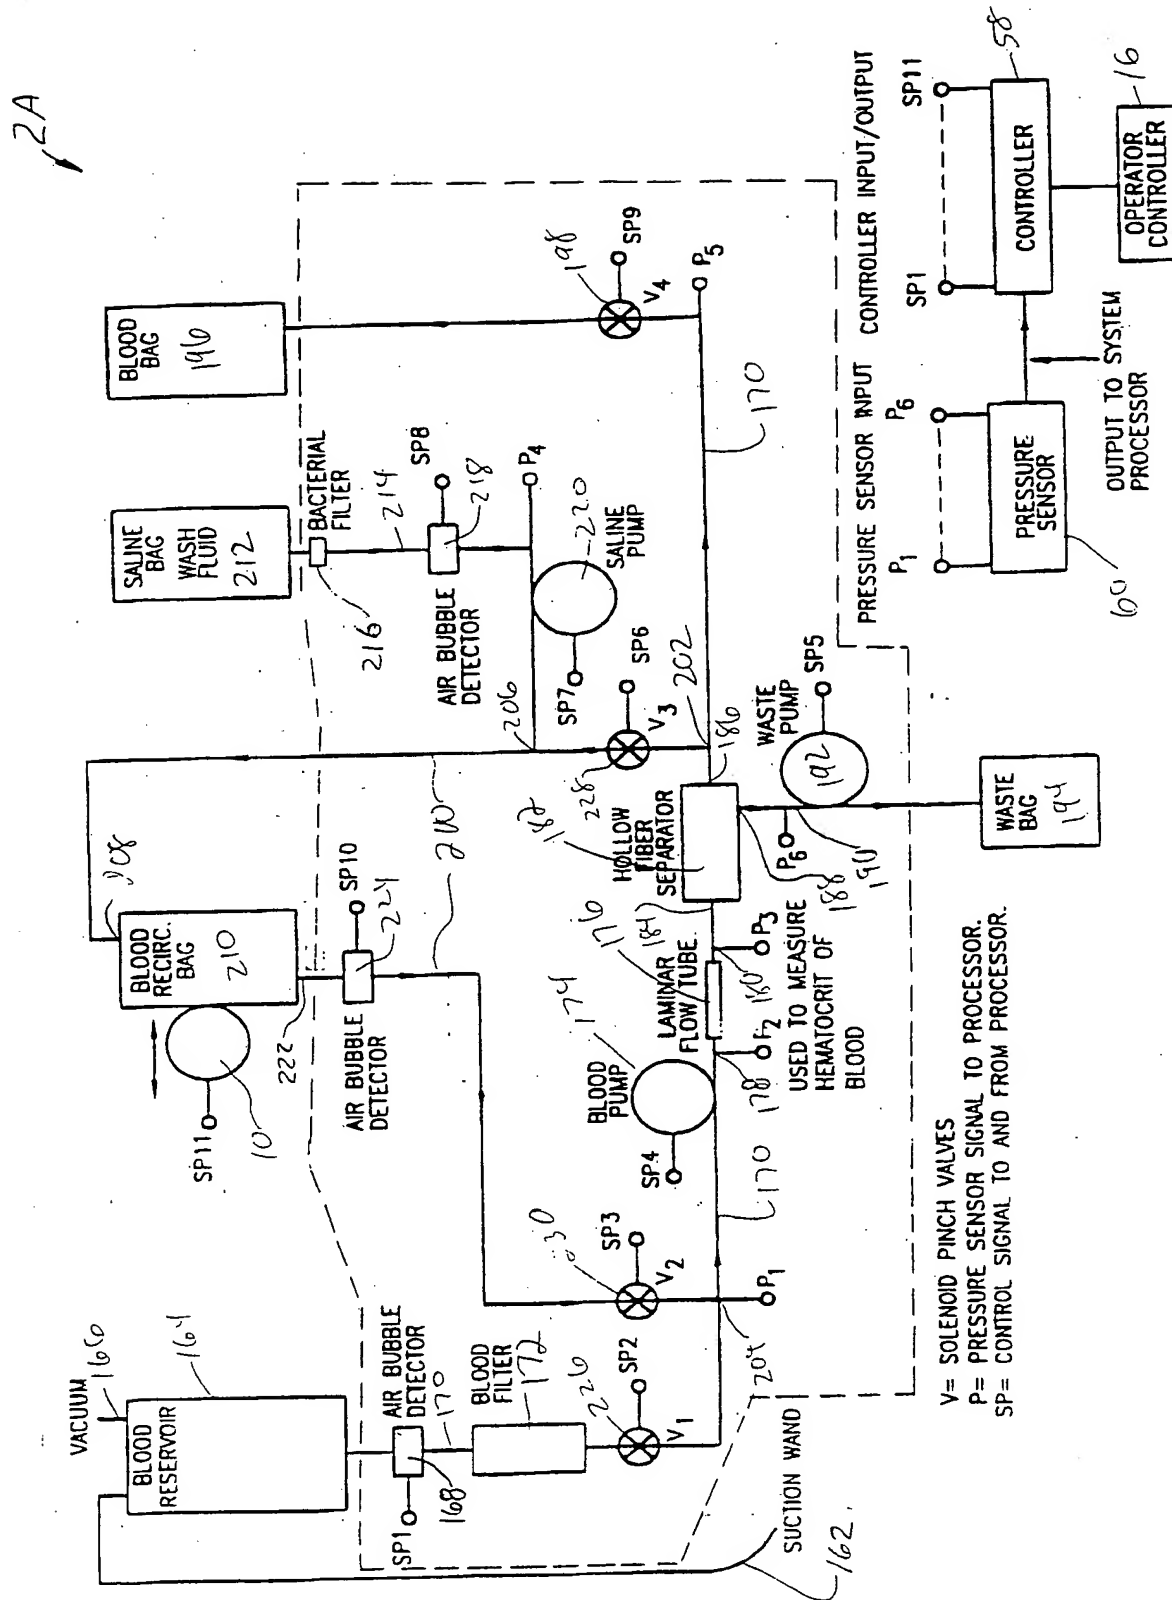 2A
VACUUM
160
BLOOD
RESERVOIR
164
SP1
AIR BUBBLE
DETECTOR
168
170
BLOOD
FILTER
172
226
SP2
V1
SUCTION WAND
162
SP11
10
BLOOD
RECIRC.
BAG
210
208
222
AIR BUBBLE
DETECTOR
SP10
224
200
SP3
V2
P1
204
170
SP4
BLOOD
PUMP
174
178
P2
LAMINAR
FLOW TUBE
176
180
P3
USED TO MEASURE
HEMATOCRIT OF
BLOOD
184
HOLLOW
FIBER
SEPARATOR
182
186
188
190
P6
WASTE
PUMP
192
SP5
WASTE
BAG
194
228
V3
SP6
202
206
SP7
SALINE
PUMP
220
P4
AIR BUBBLE
DETECTOR
218
SP8
214
BACTERIAL
FILTER
216
SALINE
BAG
WASH
FLUID
212
BLOOD
BAG
196
198
SP9
V4
P5
170
V= SOLENOID PINCH VALVES
P= PRESSURE SENSOR SIGNAL TO PROCESSOR.
SP= CONTROL SIGNAL TO AND FROM PROCESSOR.
PRESSURE SENSOR INPUT
P1
P6
PRESSURE
SENSOR
60
OUTPUT TO SYSTEM
PROCESSOR
CONTROLLER INPUT/OUTPUT
SP1
SP11
CONTROLLER
58
OPERATOR
CONTROLLER
16